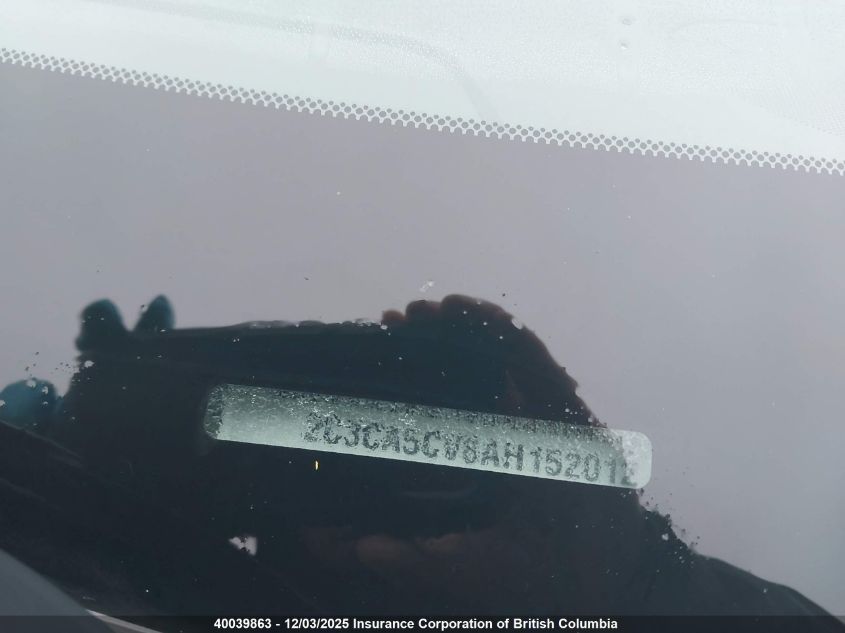 2C3CA5CV8AH152012
40039863 - 12/03/2025 Insurance Corporation of British Columbia